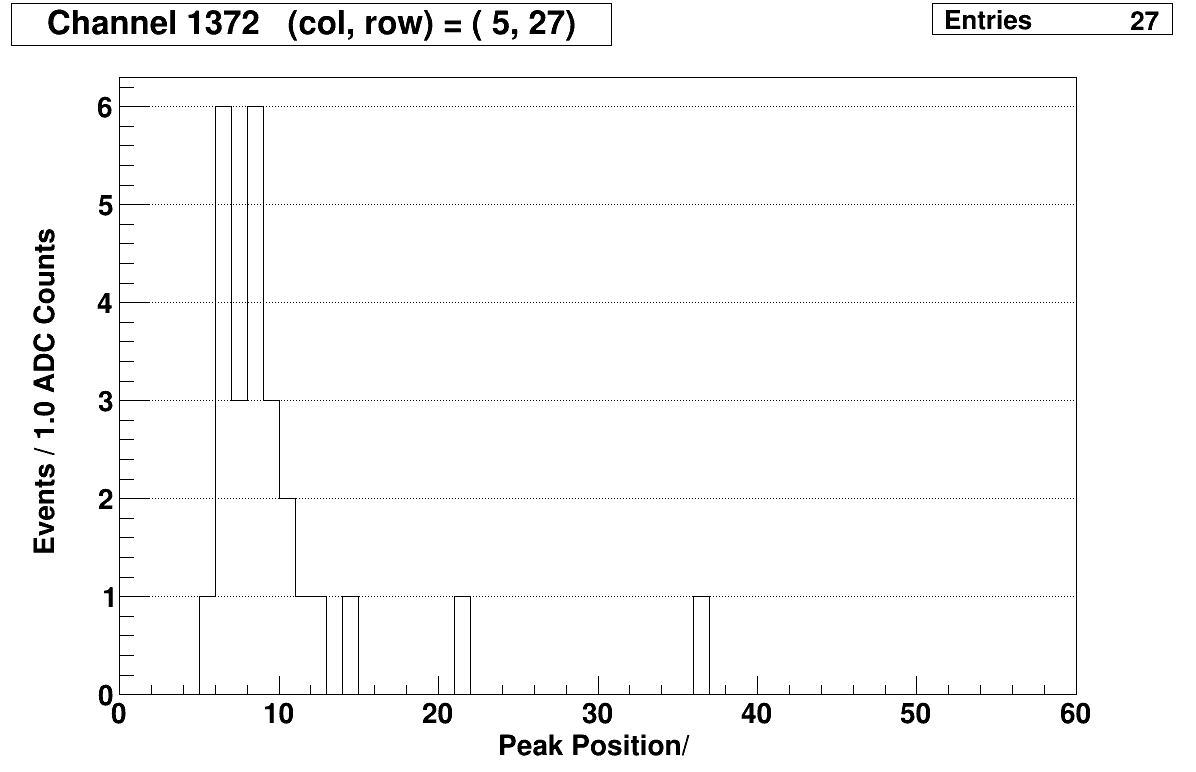 Channel 1372 (col, row) = ( 5, 27)
Entries 27
Events / 1.0 ADC Counts
6
5
4
3
2
1
0
0 10 20 30 40 50 60
Peak Position/